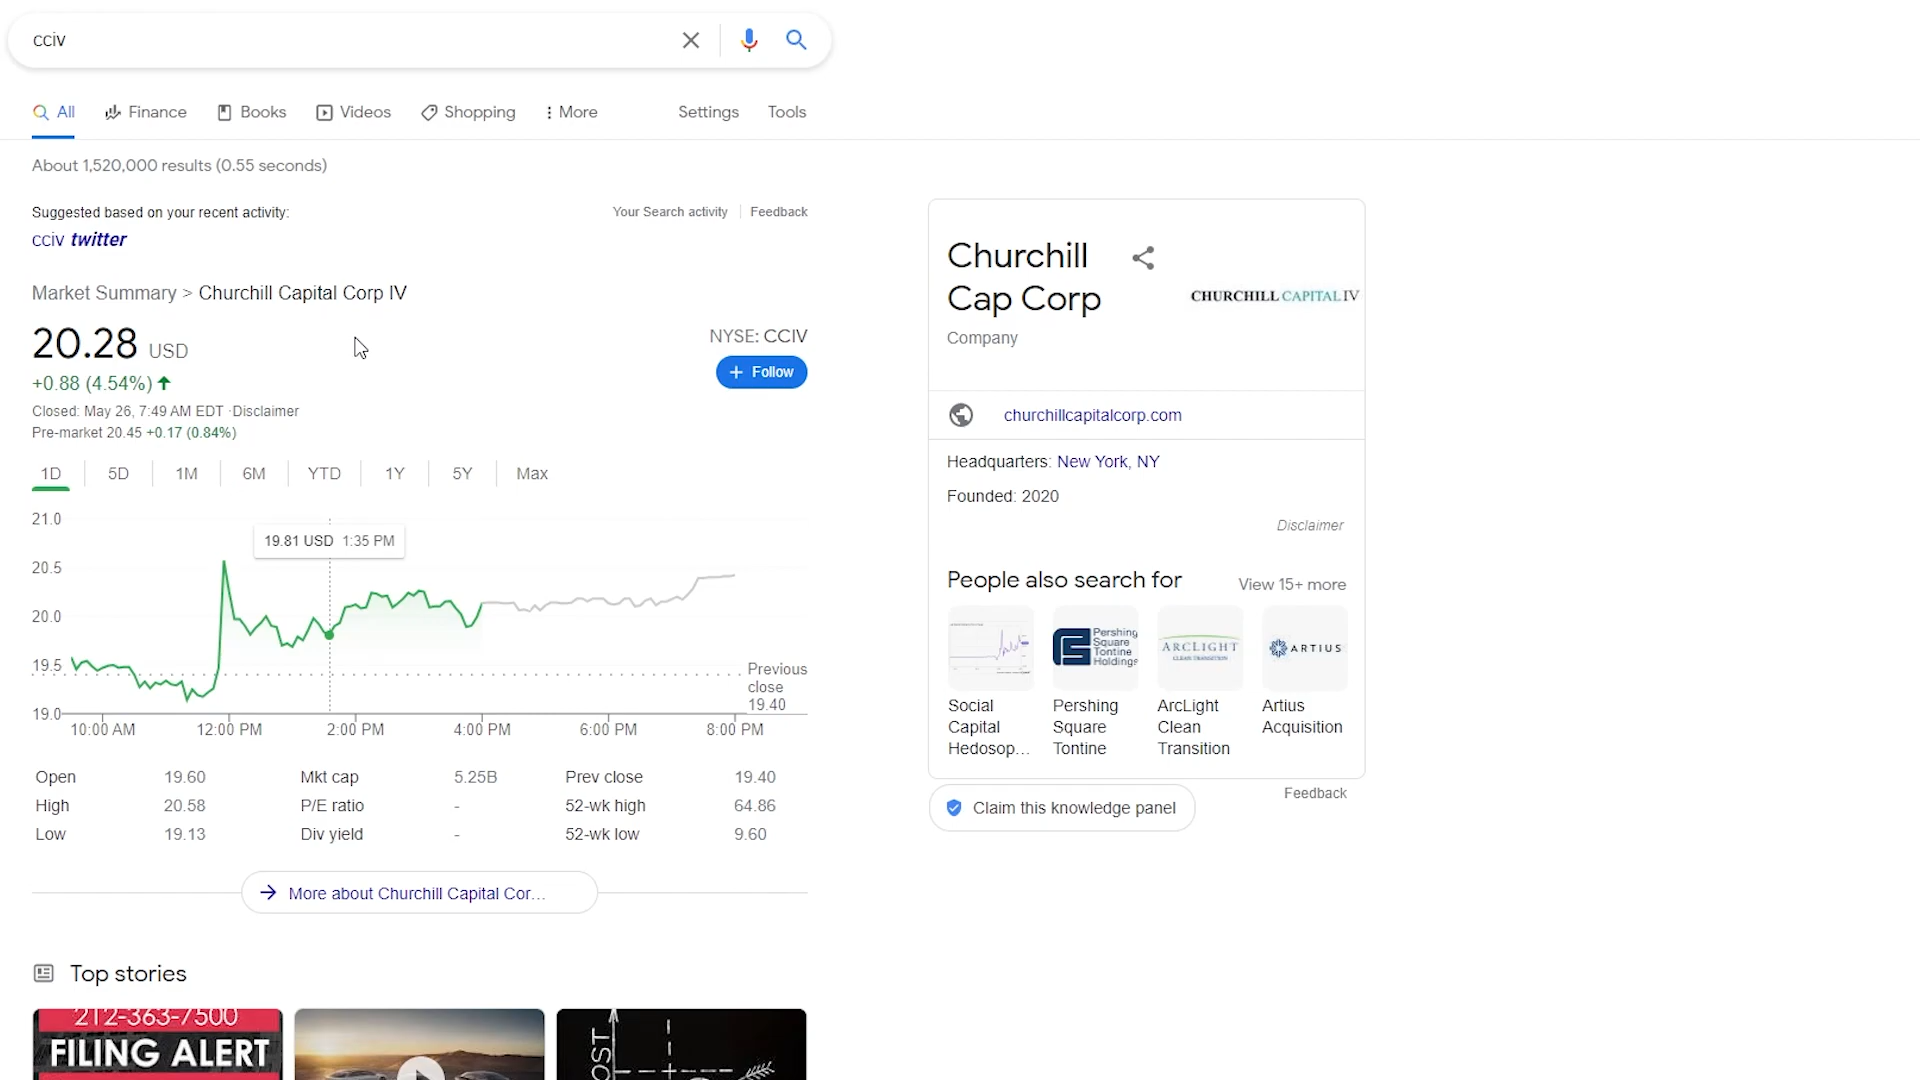 cciv
All
Finance
Books
Videos
Shopping
More
Settings
Tools
About 1,520,000 results (0.55 seconds)
Suggested based on your recent activity:
Your Search activity
Feedback
cciv twitter
Market Summary > Churchill Capital Corp IV
20.28 USD
NYSE: CCIV
+0.88 (4.54%)
Follow
Closed: May 26, 7:49 AM EDT · Disclaimer
Pre-market 20.45 +0.17 (0.84%)
1D 5D 1M 6M YTD 1Y 5Y Max
21.0
19.81 USD 1:35 PM
20.5
20.0
19.5
Previous
close
19.40
19.0
10:00 AM 12:00 PM 2:00 PM 4:00 PM 6:00 PM 8:00 PM
Open 19.60 Mkt cap 5.25B Prev close 19.40
High 20.58 P/E ratio - 52-wk high 64.86
Low 19.13 Div yield - 52-wk low 9.60
More about Churchill Capital Cor...
Top stories
212-363-7500
FILING ALERT
OST
Churchill
Cap Corp
CHURCHILL CAPITAL IV
Company
churchillcapitalcorp.com
Headquarters: New York, NY
Founded: 2020
Disclaimer
People also search for
View 15+ more
Pershing
Square
Tontine
Holdings
ARCLIGHT
CLEAN TRANSITION
ARTIUS
Social
Capital
Hedosop...
Pershing
Square
Tontine
ArcLight
Clean
Transition
Artius
Acquisition
Feedback
Claim this knowledge panel